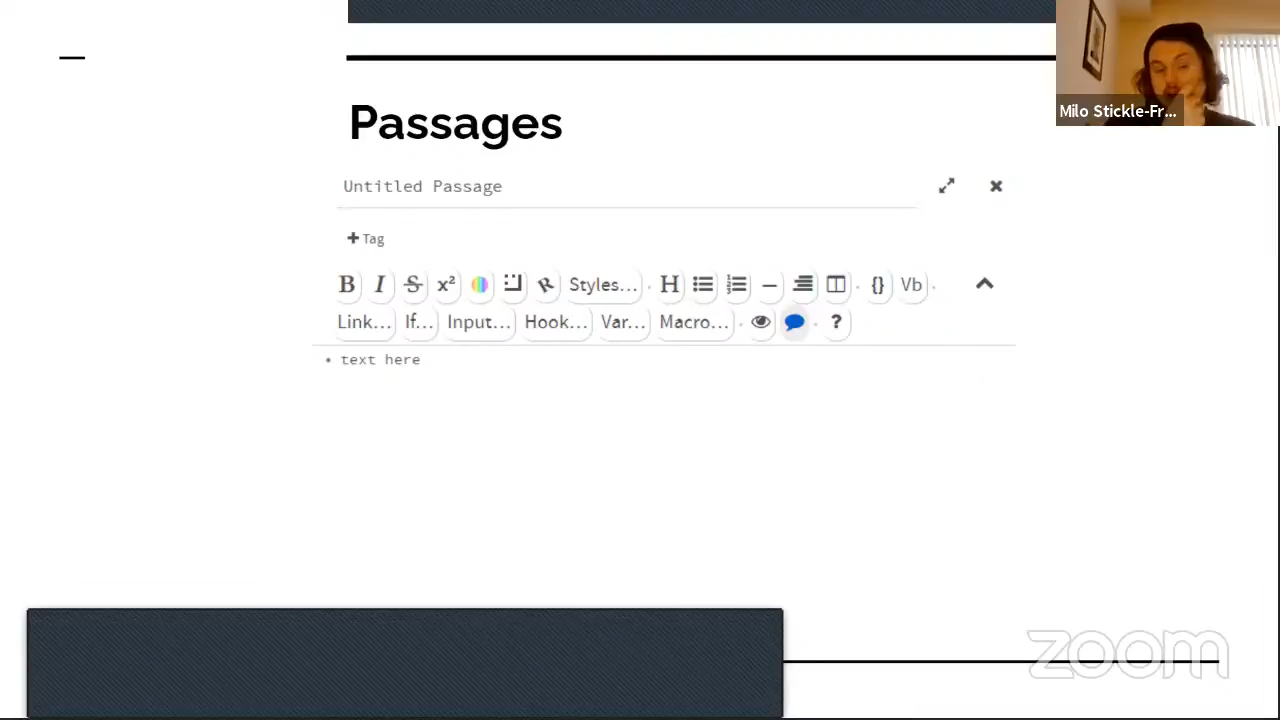 Milo Stickle-Fr...
Passages
Untitled Passage
+ Tag
B I S x² Styles... H {} Vb
Link... If... Input... Hook... Var... Macro... ?
• text here
zoom